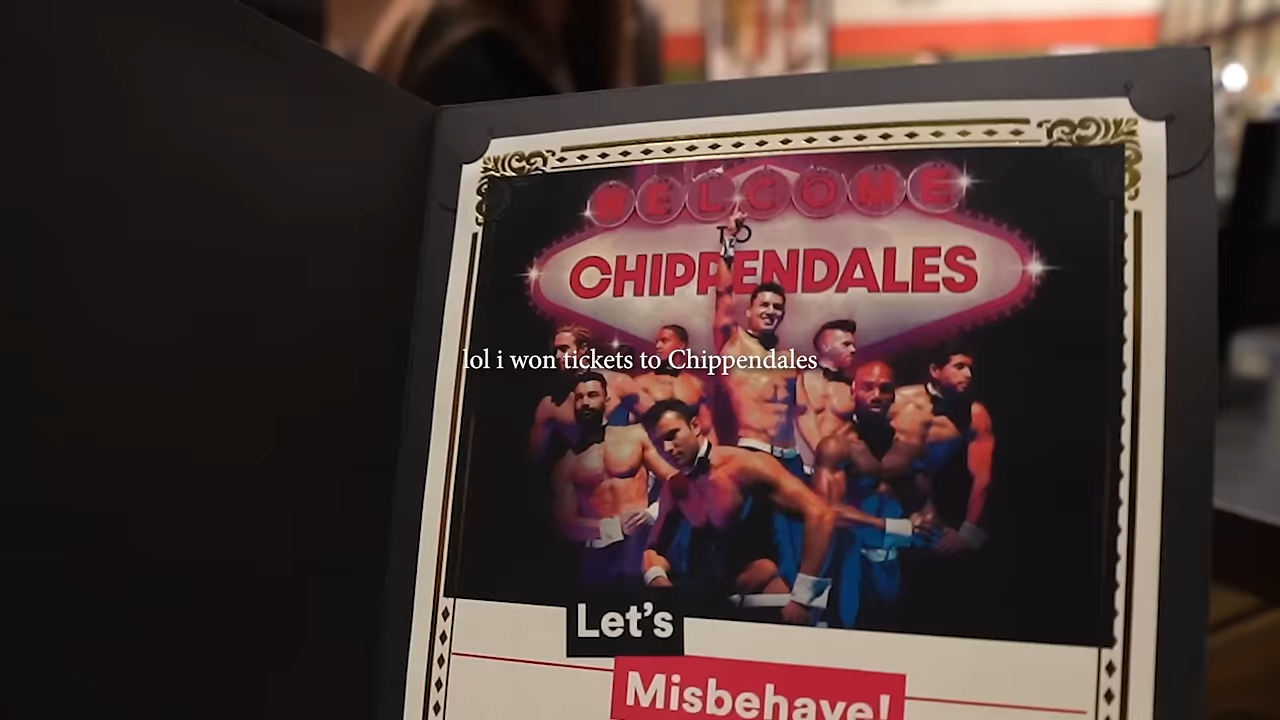 WELCOME
TO
CHIPPENDALES
lol i won tickets to Chippendales
Let's
Misbehave!